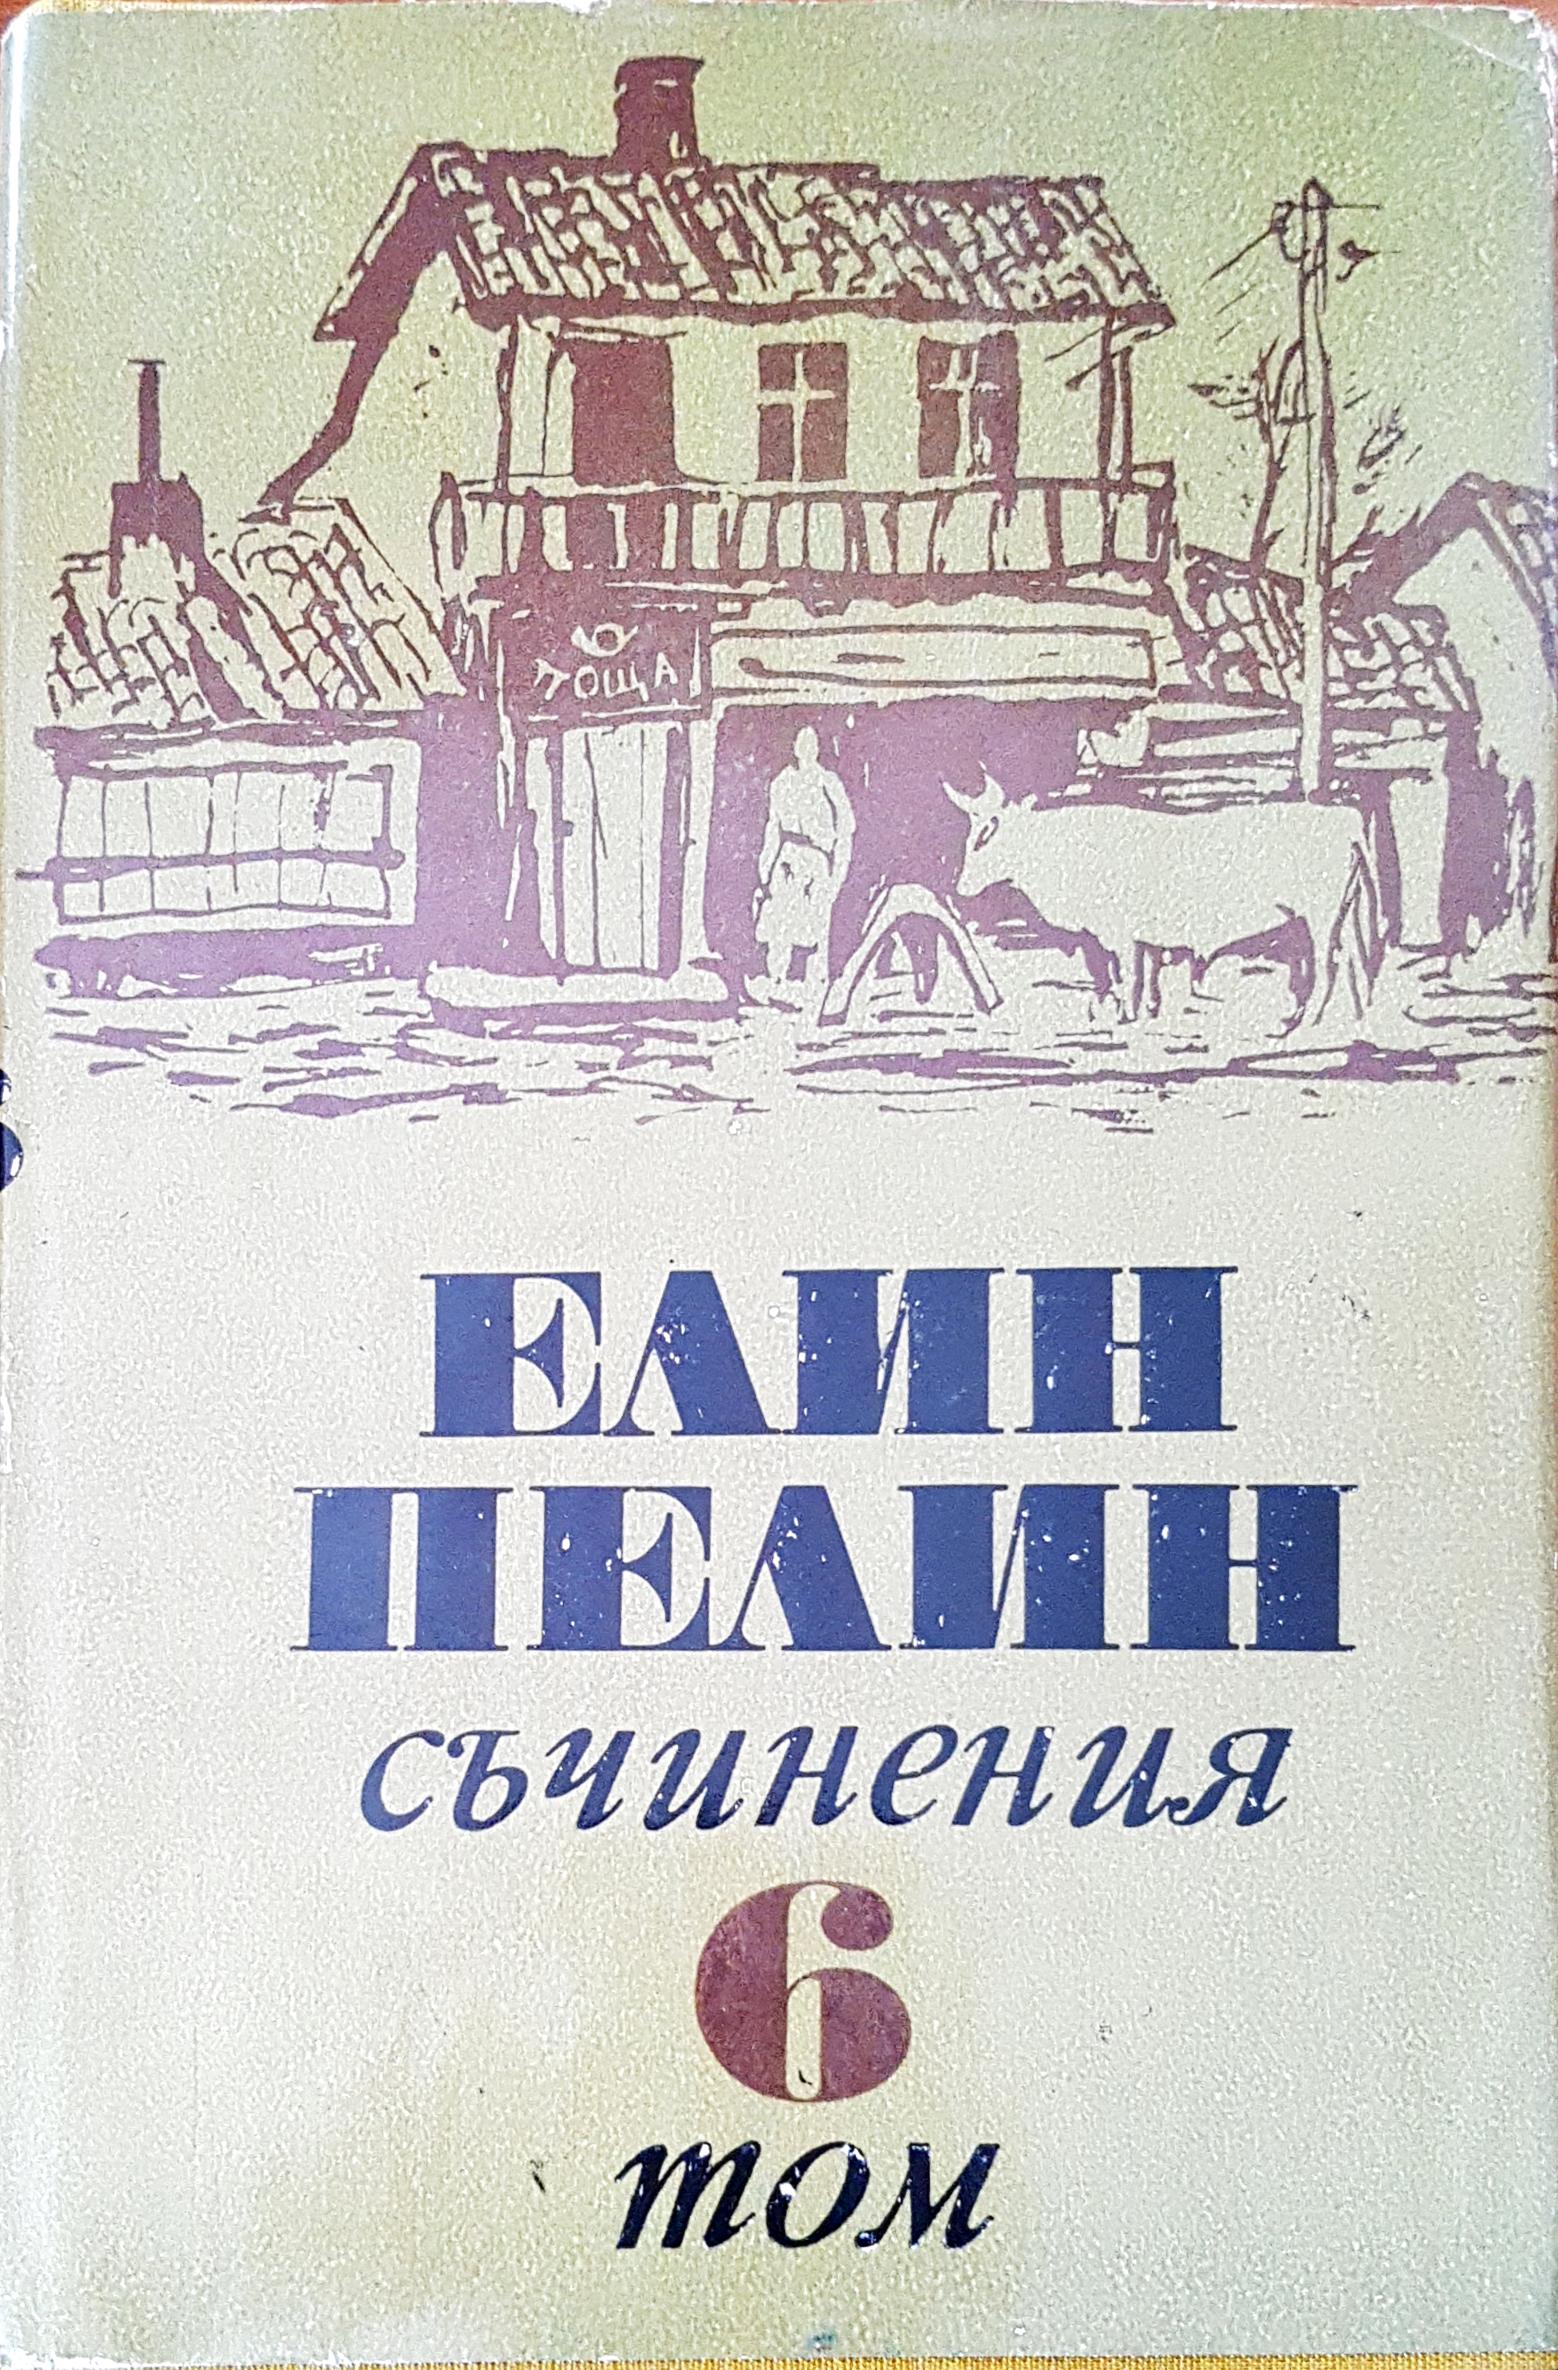 ПОЩА
ЕЛИН
ПЕЛИН
съчинения
6
том